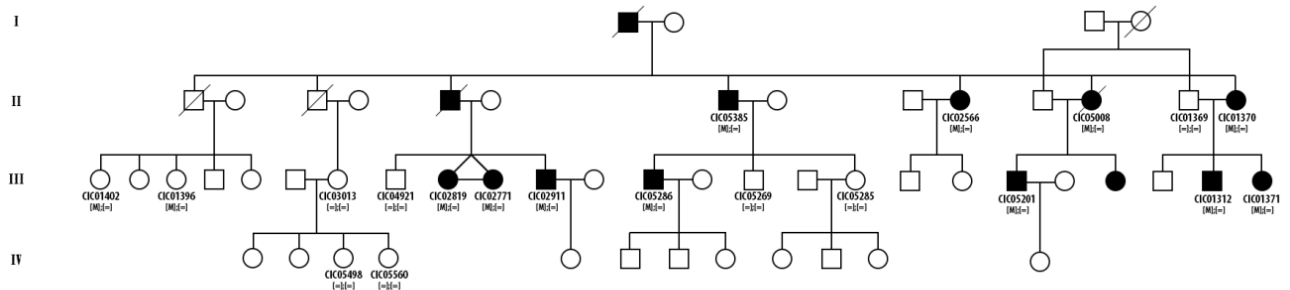 I
II
CIC05385 CIC02566 CIC05008 CIC01369 CIC01370
[M];[=] [M];[=] [M];[=] [=];[=] [M];[=]
III
CIC01402 CIC01396 CIC03013 CIC04921 CIC02819 CIC02771 CIC02911 CIC05286 CIC05269 CIC05285 CIC05201 CIC01312 CIC01371
[M];[=] [M];[=] [=];[=] [=];[=] [M];[=] [M];[=] [M];[=] [M];[=] [=];[=] [=];[=] [M];[=] [M];[=] [M];[=]
IV
CIC05498 CIC05560
[=];[=] [=];[=]